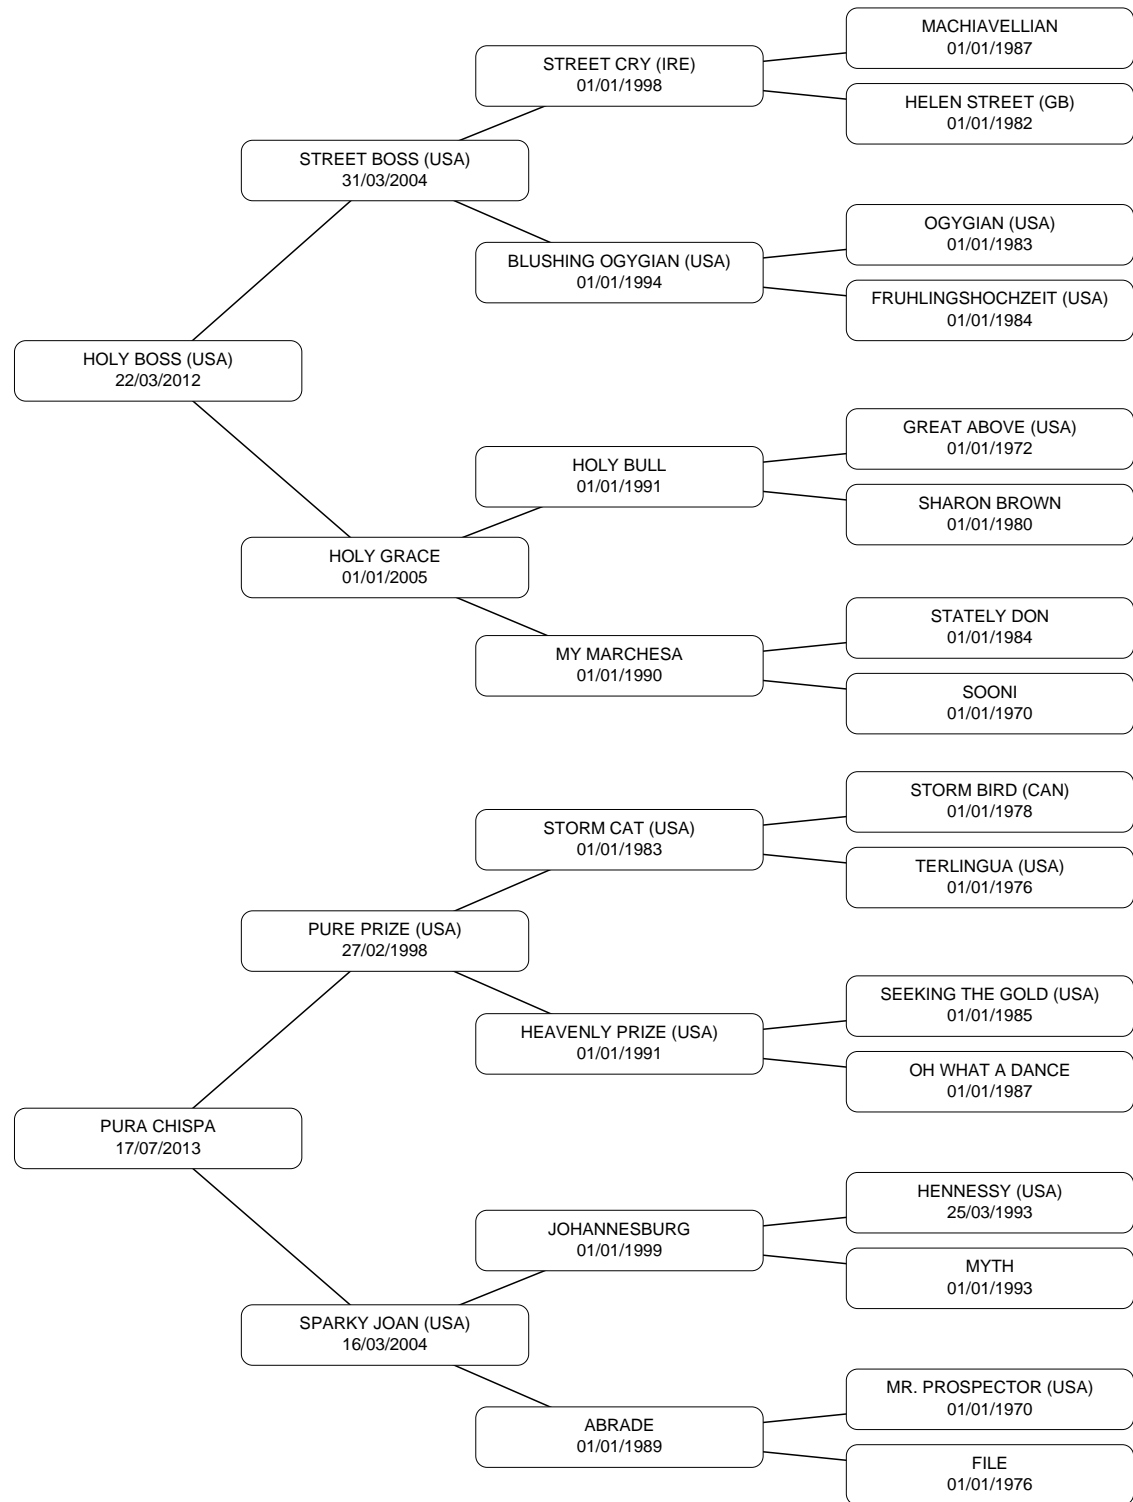 MACHIAVELLIAN
01/01/1987
STREET CRY (IRE)
01/01/1998
HELEN STREET (GB)
01/01/1982
STREET BOSS (USA)
31/03/2004
OGYGIAN (USA)
01/01/1983
BLUSHING OGYGIAN (USA)
01/01/1994
FRUHLINGSHOCHZEIT (USA)
01/01/1984
HOLY BOSS (USA)
22/03/2012
GREAT ABOVE (USA)
01/01/1972
HOLY BULL
01/01/1991
SHARON BROWN
01/01/1980
HOLY GRACE
01/01/2005
STATELY DON
01/01/1984
MY MARCHESA
01/01/1990
SOONI
01/01/1970
STORM BIRD (CAN)
01/01/1978
STORM CAT (USA)
01/01/1983
TERLINGUA (USA)
01/01/1976
PURE PRIZE (USA)
27/02/1998
SEEKING THE GOLD (USA)
01/01/1985
HEAVENLY PRIZE (USA)
01/01/1991
OH WHAT A DANCE
01/01/1987
PURA CHISPA
17/07/2013
HENNESSY (USA)
25/03/1993
JOHANNESBURG
01/01/1999
MYTH
01/01/1993
SPARKY JOAN (USA)
16/03/2004
MR. PROSPECTOR (USA)
01/01/1970
ABRADE
01/01/1989
FILE
01/01/1976